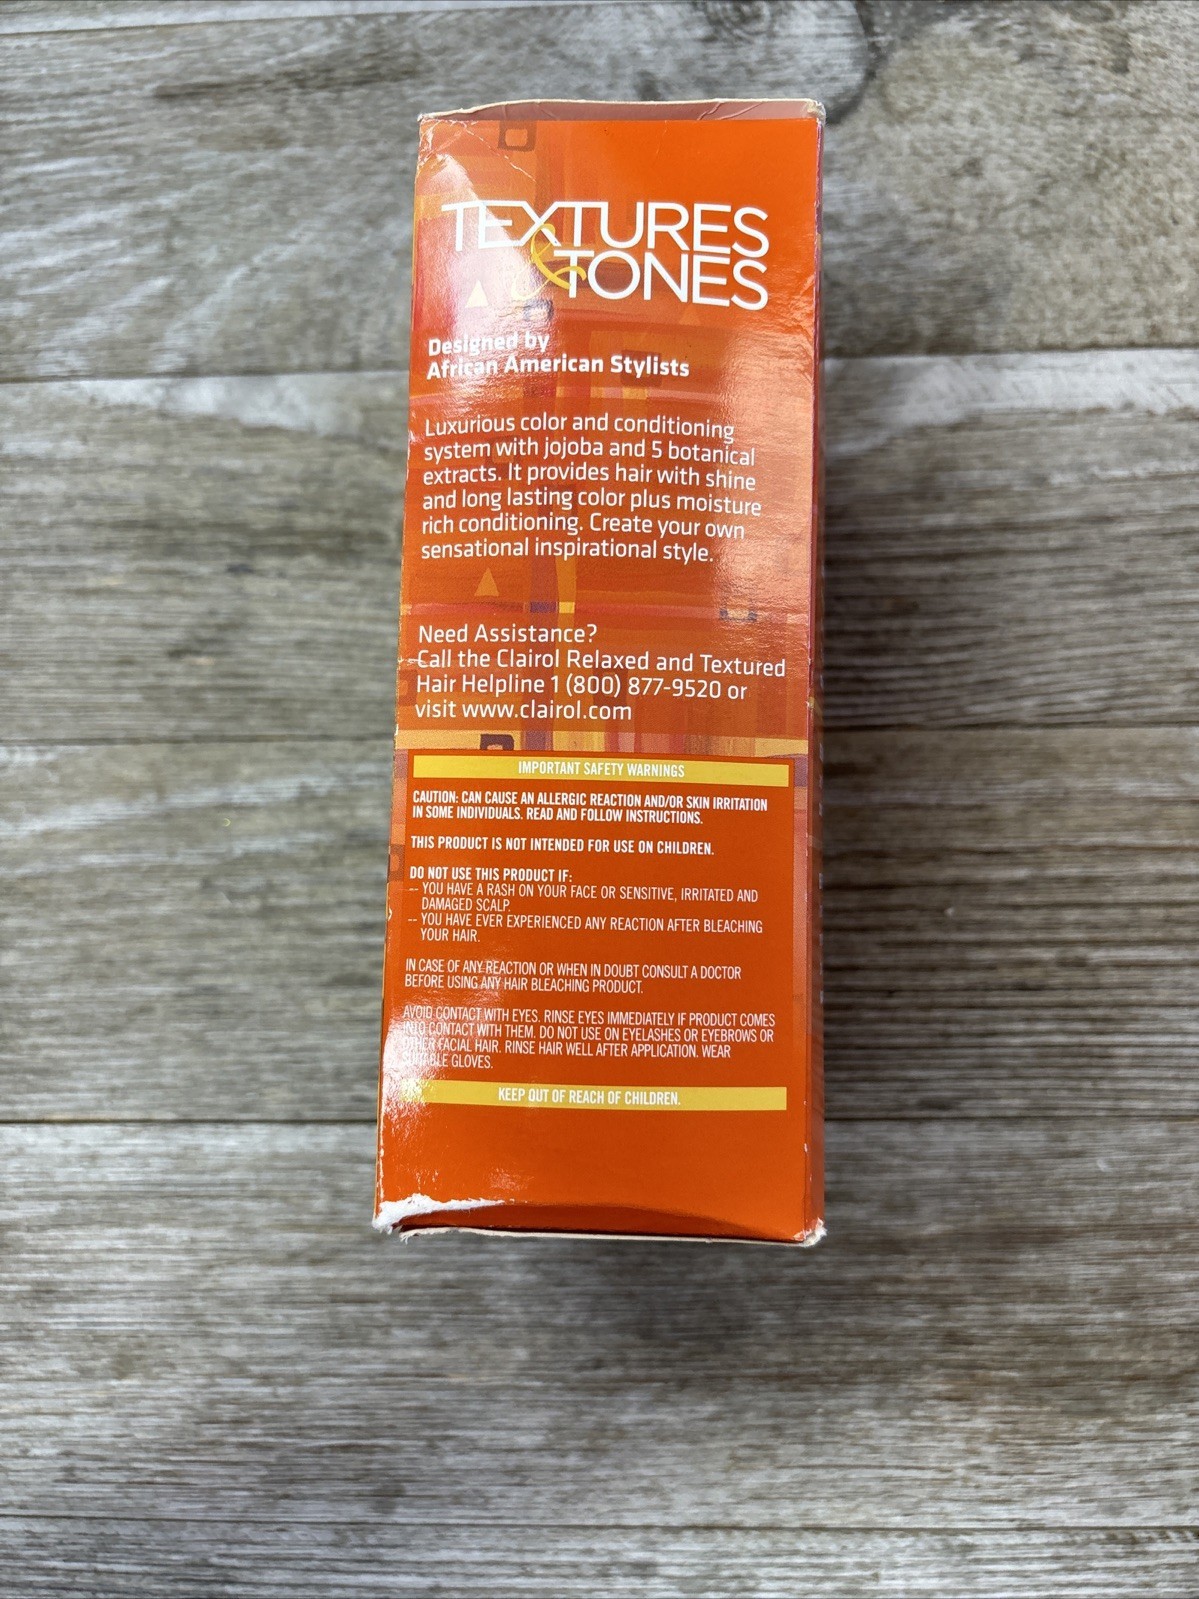 TEXTURES
& TONES
Designed by
African American Stylists
Luxurious color and conditioning
system with jojoba and 5 botanical
extracts. It provides hair with shine
and long lasting color plus moisture
rich conditioning. Create your own
sensational inspirational style.
Need Assistance?
Call the Clairol Relaxed and Textured
Hair Helpline 1 (800) 877-9520 or
visit www.clairol.com
IMPORTANT SAFETY WARNINGS
CAUTION: CAN CAUSE AN ALLERGIC REACTION AND/OR SKIN IRRITATION
IN SOME INDIVIDUALS. READ AND FOLLOW INSTRUCTIONS.
THIS PRODUCT IS NOT INTENDED FOR USE ON CHILDREN.
DO NOT USE THIS PRODUCT IF:
-- YOU HAVE A RASH ON YOUR FACE OR SENSITIVE, IRRITATED AND
DAMAGED SCALP.
-- YOU HAVE EVER EXPERIENCED ANY REACTION AFTER BLEACHING
YOUR HAIR.
IN CASE OF ANY REACTION OR WHEN IN DOUBT CONSULT A DOCTOR
BEFORE USING ANY HAIR BLEACHING PRODUCT.
AVOID CONTACT WITH EYES. RINSE EYES IMMEDIATELY IF PRODUCT COMES
INTO CONTACT WITH THEM. DO NOT USE ON EYELASHES OR EYEBROWS OR
OTHER FACIAL HAIR. RINSE HAIR WELL AFTER APPLICATION. WEAR
SUITABLE GLOVES.
KEEP OUT OF REACH OF CHILDREN.